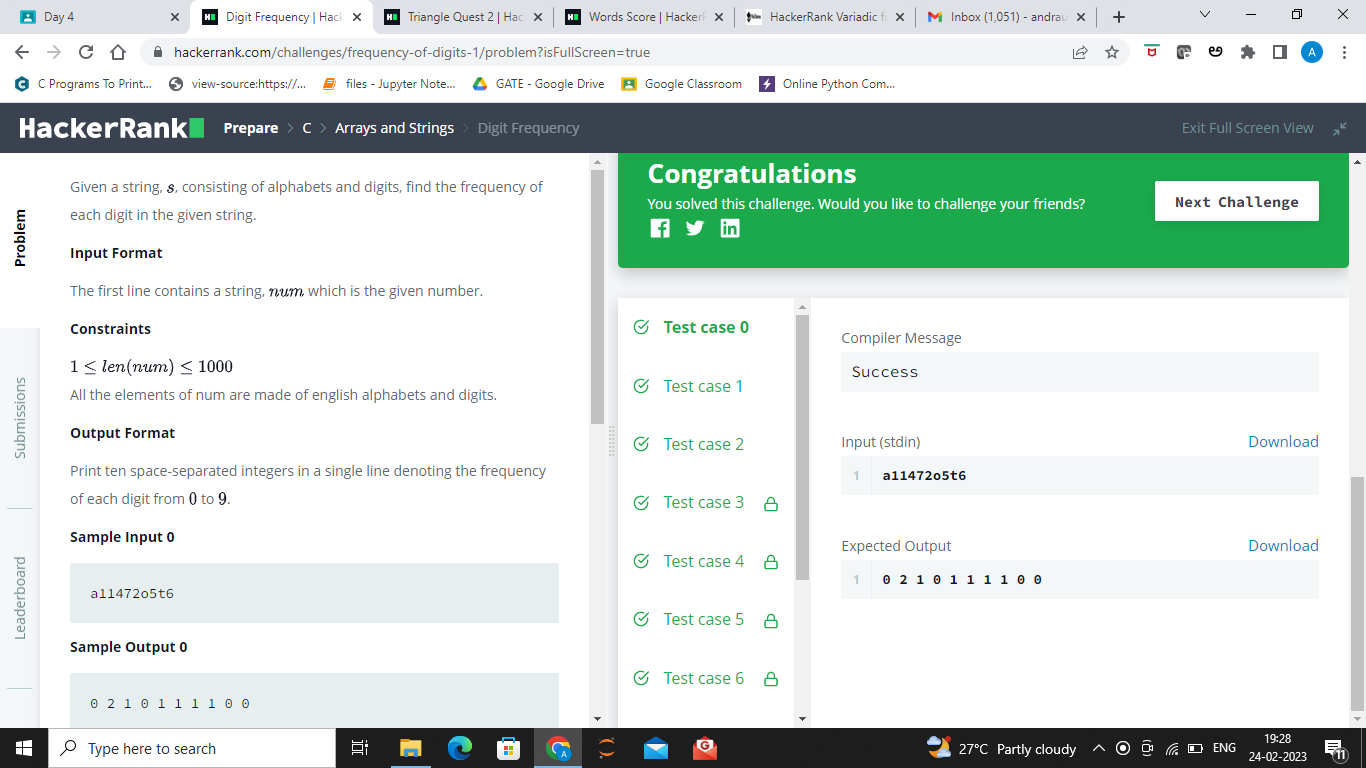 Day 4
Digit Frequency | Hack
Triangle Quest 2 | Hac
Words Score | HackerR
HackerRank Variadic f
Inbox (1,051) - andrau
hackerrank.com/challenges/frequency-of-digits-1/problem?isFullScreen=true
A
C Programs To Print...
view-source:https://...
files - Jupyter Note...
GATE - Google Drive
Google Classroom
Online Python Com...
HackerRank
Prepare > C > Arrays and Strings > Digit Frequency
Exit Full Screen View
Problem
Submissions
Leaderboard
Given a string, s, consisting of alphabets and digits, find the frequency of
each digit in the given string.
Input Format
The first line contains a string, num which is the given number.
Constraints
1 ≤ len(num) ≤ 1000
All the elements of num are made of english alphabets and digits.
Output Format
Print ten space-separated integers in a single line denoting the frequency
of each digit from 0 to 9.
Sample Input 0
a11472o5t6
Sample Output 0
0 2 1 0 1 1 1 1 0 0
Congratulations
You solved this challenge. Would you like to challenge your friends?
Next Challenge
Test case 0
Test case 1
Test case 2
Test case 3
Test case 4
Test case 5
Test case 6
Compiler Message
Success
Input (stdin)
Download
1 a11472o5t6
Expected Output
Download
1 0 2 1 0 1 1 1 1 0 0
Type here to search
27°C Partly cloudy
ENG
19:28
24-02-2023
11